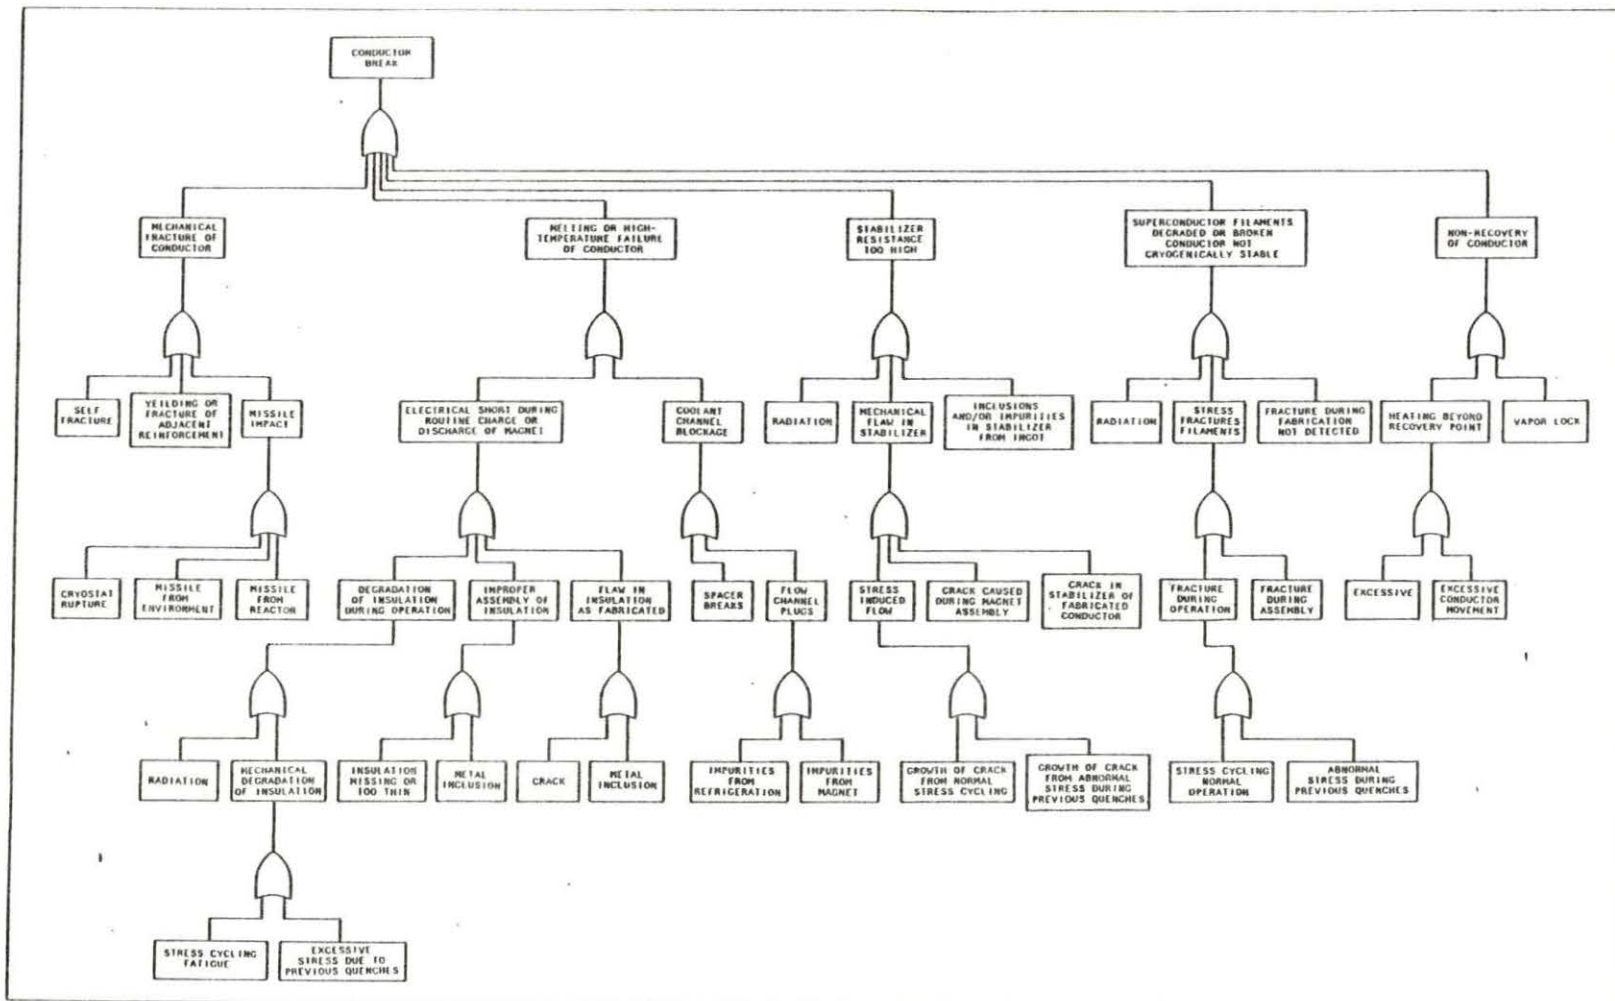 CONDUCTOR
BREAK
MECHANICAL
FRACTURE OF
CONDUCTOR
MELTING OR HIGH-
TEMPERATURE FAILURE
OF CONDUCTOR
STABILIZER
RESISTANCE
TOO HIGH
SUPERCONDUCTOR FILAMENTS
DEGRADED OR BROKEN
CONDUCTOR NOT
CRYOGENICALLY STABLE
NON-RECOVERY
OF CONDUCTOR
SELF
FRACTURE
YEILDING OR
FRACTURE OF
ADJACENT
REINFORCEMENT
MISSILE
IMPACT
ELECTRICAL SHORT DURING
ROUTINE CHARGE OR
DISCHARGE OF MAGNET
COOLANT
CHANNEL
BLOCKAGE
RADIATION
MECHANICAL
FLAW IN
STABILIZER
INCLUSIONS
AND/OR IMPURITIES
IN STABILIZER
FROM INGOT
RADIATION
STRESS
FRACTURES
FILAMENTS
FRACTURE DURING
FABRICATION
NOT DETECTED
HEATING BEYOND
RECOVERY POINT
VAPOR LOCK
CRYOSTAT
RUPTURE
MISSILE
FROM
ENVIRONMENT
MISSILE
FROM
REACTOR
DEGRADATION
OF INSULATION
DURING OPERATION
IMPROPER
ASSEMBLY OF
INSULATION
FLAW IN
INSULATION
AS FABRICATED
SPACER
BREAKS
FLOW
CHANNEL
PLUGS
STRESS
INDUCED
FLOW
CRACK CAUSED
DURING MAGNET
ASSEMBLY
CRACK IN
STABILIZER OF
FABRICATED
CONDUCTOR
FRACTURE
DURING
OPERATION
FRACTURE
DURING
ASSEMBLY
EXCESSIVE
EXCESSIVE
CONDUCTOR
MOVEMENT
RADIATION
MECHANICAL
DEGRADATION
OF INSULATION
INSULATION
MISSING OR
TOO THIN
METAL
INCLUSION
CRACK
METAL
INCLUSION
IMPURITIES
FROM
REFRIGERATION
IMPURITIES
FROM
MAGNET
GROWTH OF CRACK
FROM NORMAL
STRESS CYCLING
GROWTH OF CRACK
FROM ABNORMAL
STRESS DURING
PREVIOUS QUENCHES
STRESS CYCLING
NORMAL
OPERATION
ABNORMAL
STRESS DURING
PREVIOUS QUENCHES
STRESS CYCLING
FATIGUE
EXCESSIVE
STRESS DUE TO
PREVIOUS QUENCHES